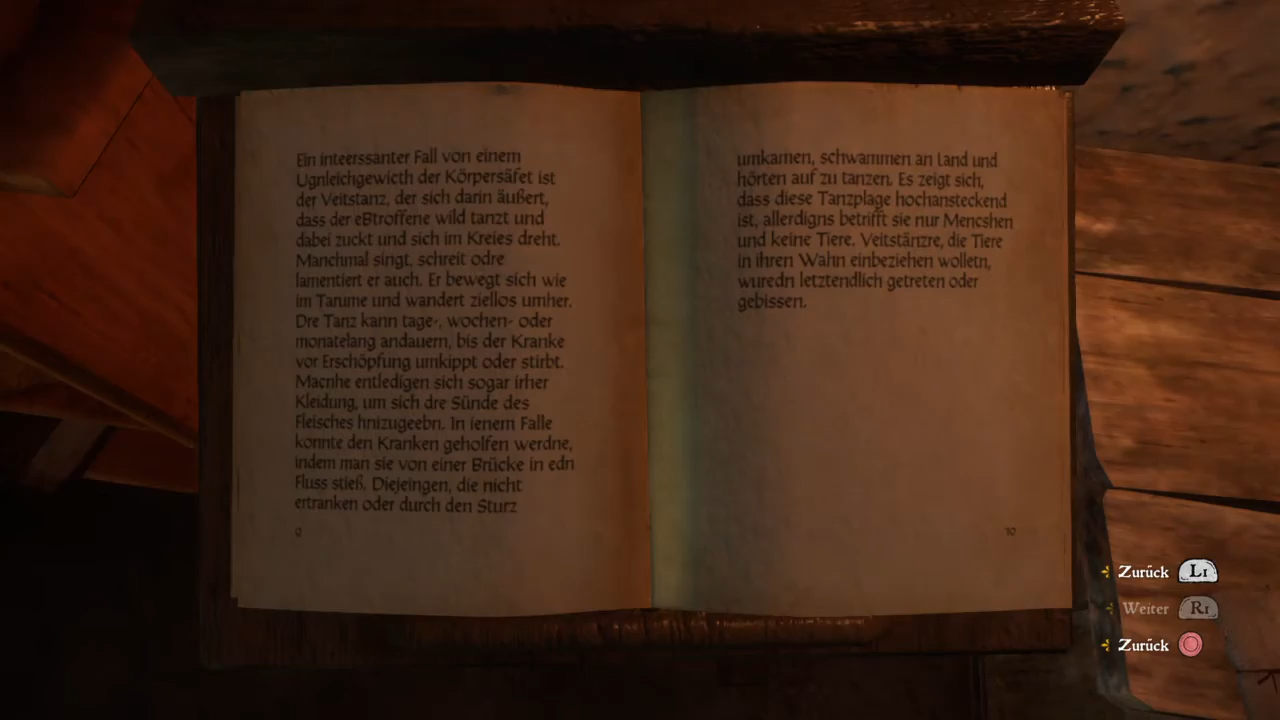 Ein inteerssanter Fall von einem
Ugnleichgewicth der Körpersäfet ist
der Veitstanz, der sich darin äußert,
dass der eBtroffene wild tanzt und
dabei zuckt und sich im Kreies dreht.
Manchmal singt, schreit odre
lamentiert er auch. Er bewegt sich wie
im Tarume und wandert ziellos umher.
Dre Tanz kann tage-, wochen- oder
monatelang andauern, bis der Kranke
vor Erschöpfung umkippt oder stirbt.
Macnhe entledigen sich sogar irher
Kleidung, um sich dre Sünde des
Fleisches hnizugeebn. In ienem Falle
konnte den Kranken geholfen werdne,
indem man sie von einer Brücke in edn
Fluss stieß. Diejeingen, die nicht
ertranken oder durch den Sturz
9
umkamen, schwammen an Land und
hörten auf zu tanzen. Es zeigt sich,
dass diese Tanzplage hochansteckend
ist, allerdigns betrifft sie nur Mencshen
und keine Tiere. Veitstänzre, die Tiere
in ihren Wahn einbeziehen wolletn,
wuredn letztendlich getreten oder
gebissen.
10
Zurück L1
Weiter R1
Zurück